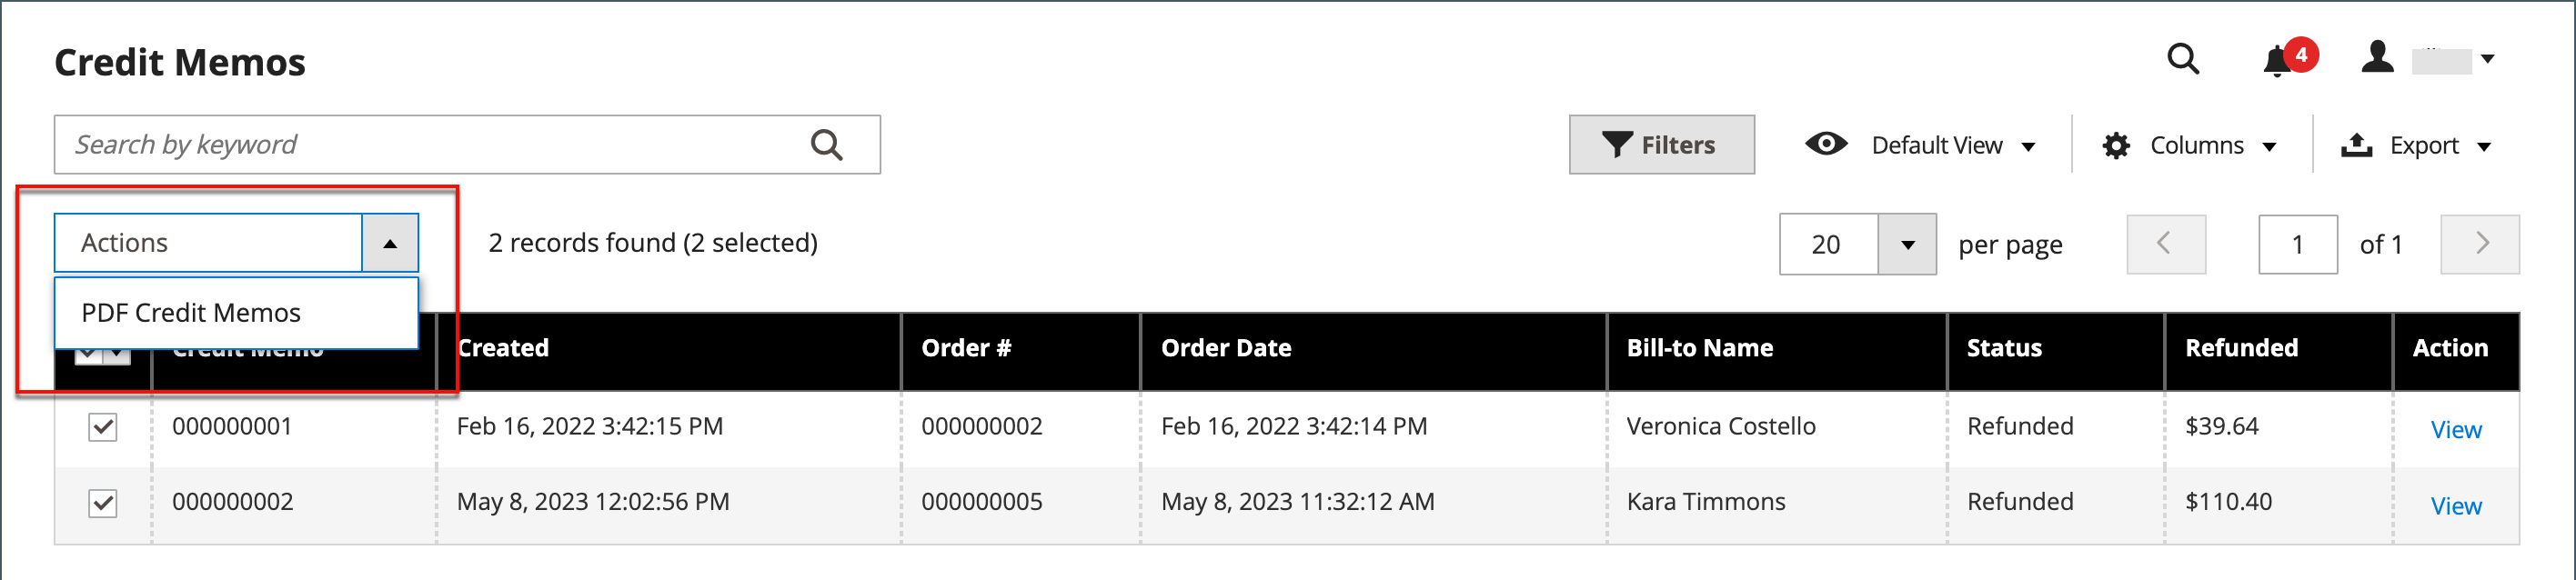 Credit Memos
4
Search by keyword
Filters
Default View
Columns
Export
Actions
2 records found (2 selected)
20
per page
1
of 1
PDF Credit Memos
Credit Memo Created Order # Order Date Bill-to Name Status Refunded Action
000000001 Feb 16, 2022 3:42:15 PM 000000002 Feb 16, 2022 3:42:14 PM Veronica Costello Refunded $39.64 View
000000002 May 8, 2023 12:02:56 PM 000000005 May 8, 2023 11:32:12 AM Kara Timmons Refunded $110.40 View